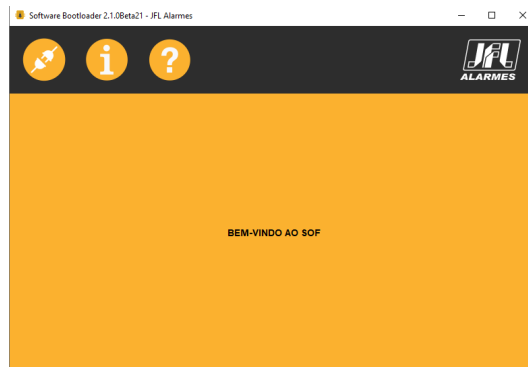 Software Bootloader 2.1.0Beta21 - JFL Alarmes
JFL
ALARMES
BEM-VINDO AO SOF